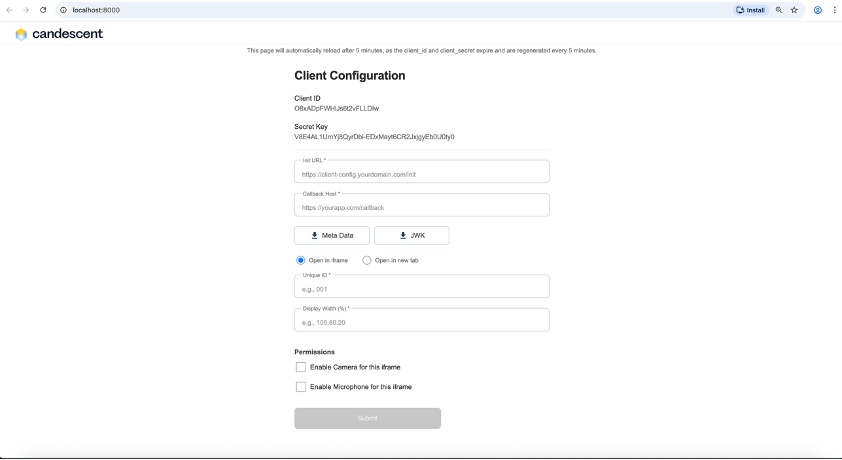 localhost:8000
Install
candescent
This page will automatically reload after 5 minutes, as the client_id and client_secret expire and are regenerated every 5 minutes.
Client Configuration
Client ID
Secret Key
Init URL *
https://client-config.yourdomain.com/init
Callback Host *
https://yourapp.com/callback
Meta Data
JWK
Open in iframe
Open in new tab
Unique ID *
e.g., 001
Display Width (%) *
e.g., 100,80,20
Permissions
Enable Camera for this iframe
Enable Microphone for this iframe
Submit